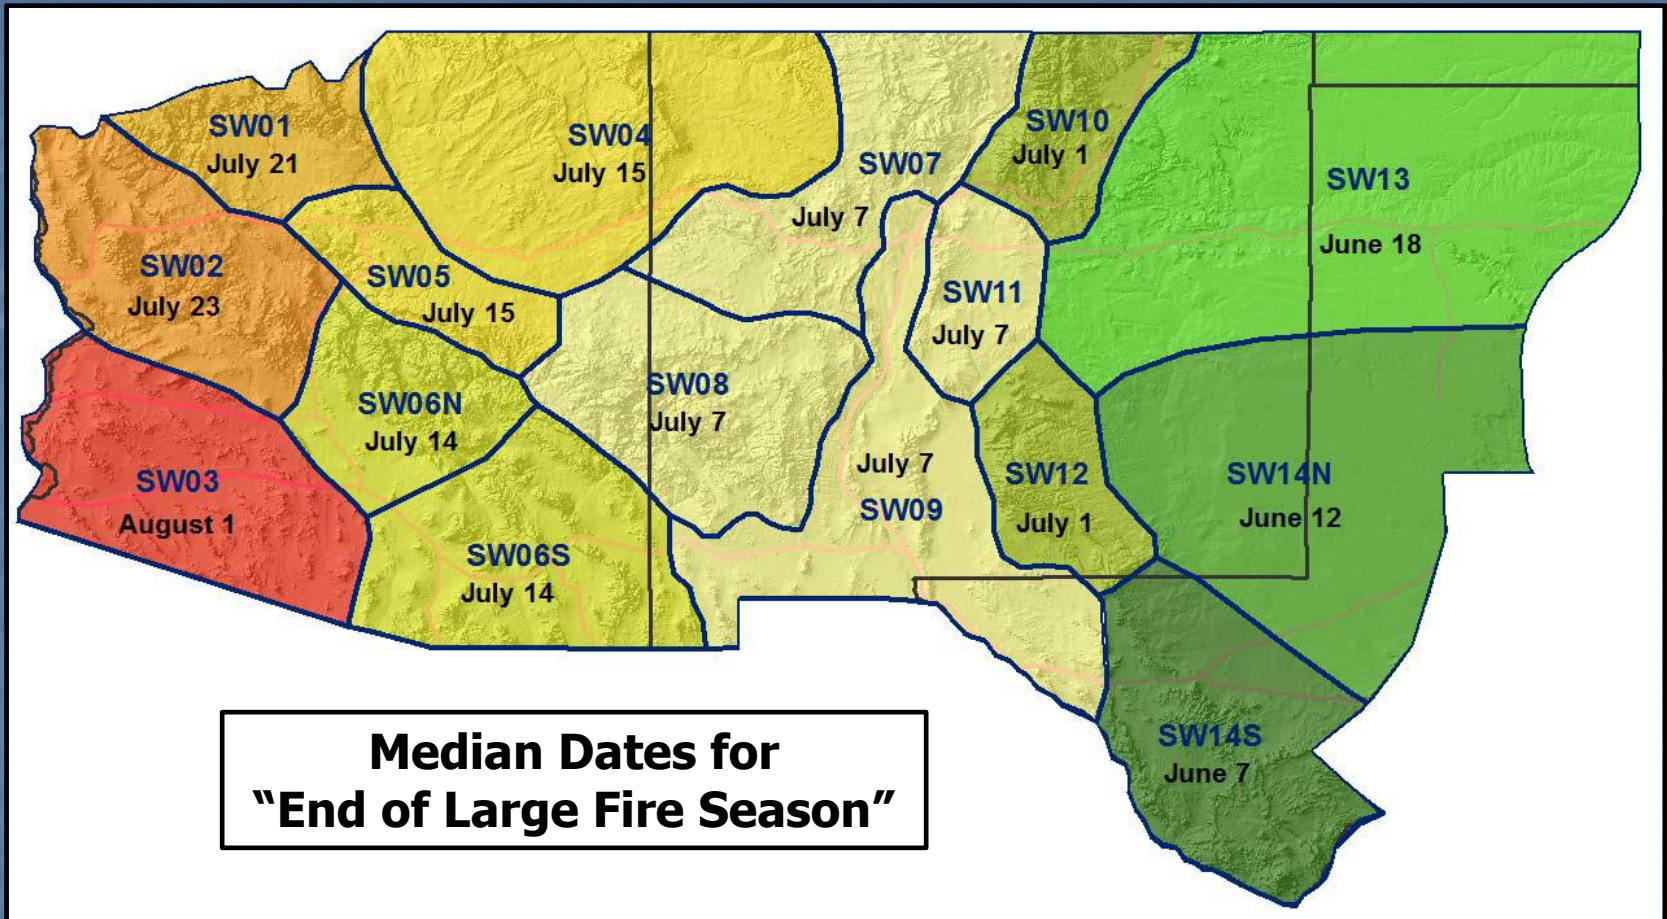 SW01
July 21
SW04
July 15
SW07
July 7
SW10
July 1
SW13
June 18
SW02
July 23
SW05
July 15
SW11
July 7
SW06N
July 14
SW08
July 7
SW03
August 1
July 7
SW09
SW12
July 1
SW14N
June 12
SW06S
July 14
SW14S
June 7
Median Dates for
“End of Large Fire Season”